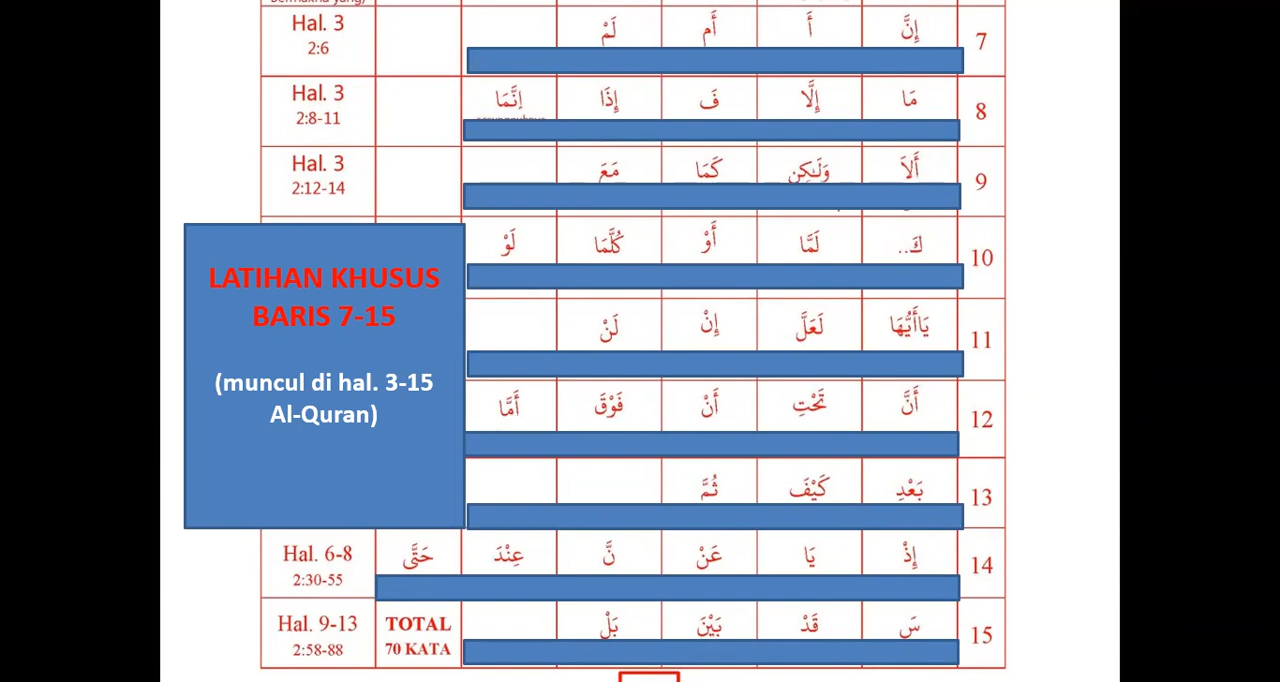 إِنَّ أَ أَم لَمْ 7
Hal. 3
2:6
مَا إِلَّا فَ إِذَا إِنَّمَا 8
Hal. 3
2:8-11
أَلاَ وَلَـٰكِن كَمَا مَعَ 9
Hal. 3
2:12-14
كَ.. لَمَّا أَوْ كُلَّمَا لَوْ 10
يَاأَيُّهَا لَعَلَّ إِنْ لَنْ 11
أَنَّ تَحْتِ أَنْ فَوْقَ أَمَّا 12
بَعْدِ كَيْفَ ثُمَّ 13
LATIHAN KHUSUS
BARIS 7-15
(muncul di hal. 3-15
Al-Quran)
إِذْ يَا عَنْ نَّ عِنْدَ حَتَّى 14
Hal. 6-8
2:30-55
سَ قَدْ بَيْنَ بَلْ 15
TOTAL
70 KATA
Hal. 9-13
2:58-88